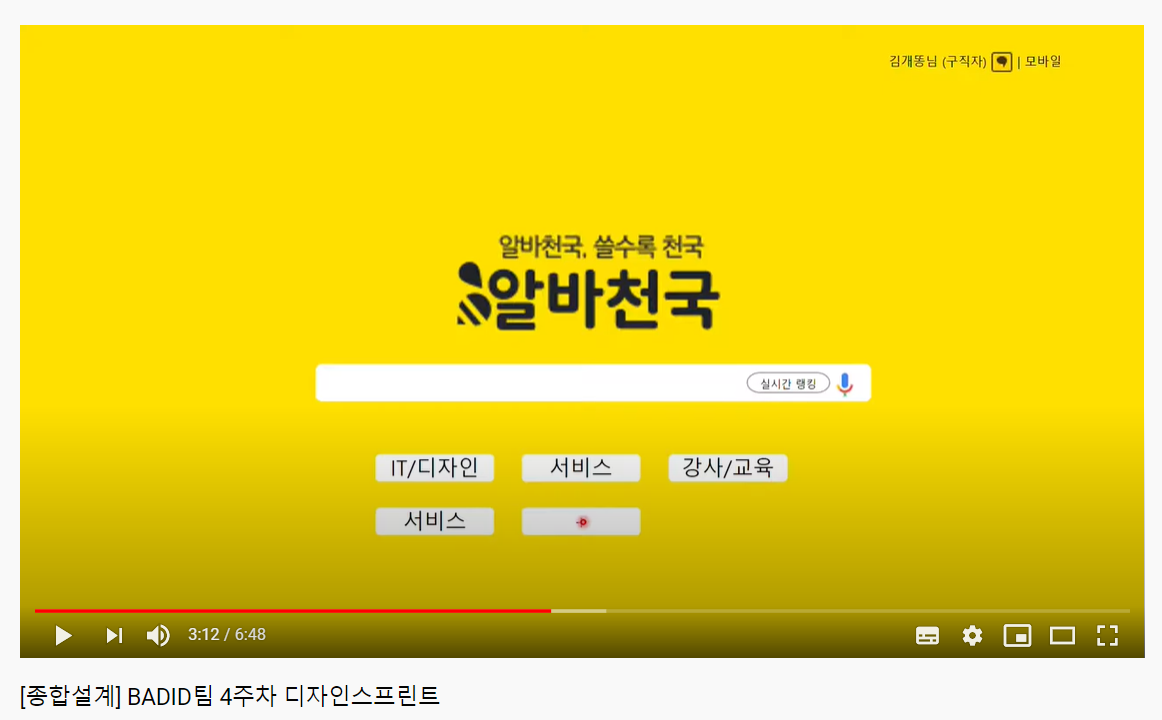 김개똥님 (구직자) | 모바일
알바천국, 쓸수록 천국
알바천국
실시간 랭킹
IT/디자인 서비스 강사/교육
서비스
3:12 / 6:48
[종합설계] BADID팀 4주차 디자인스프린트